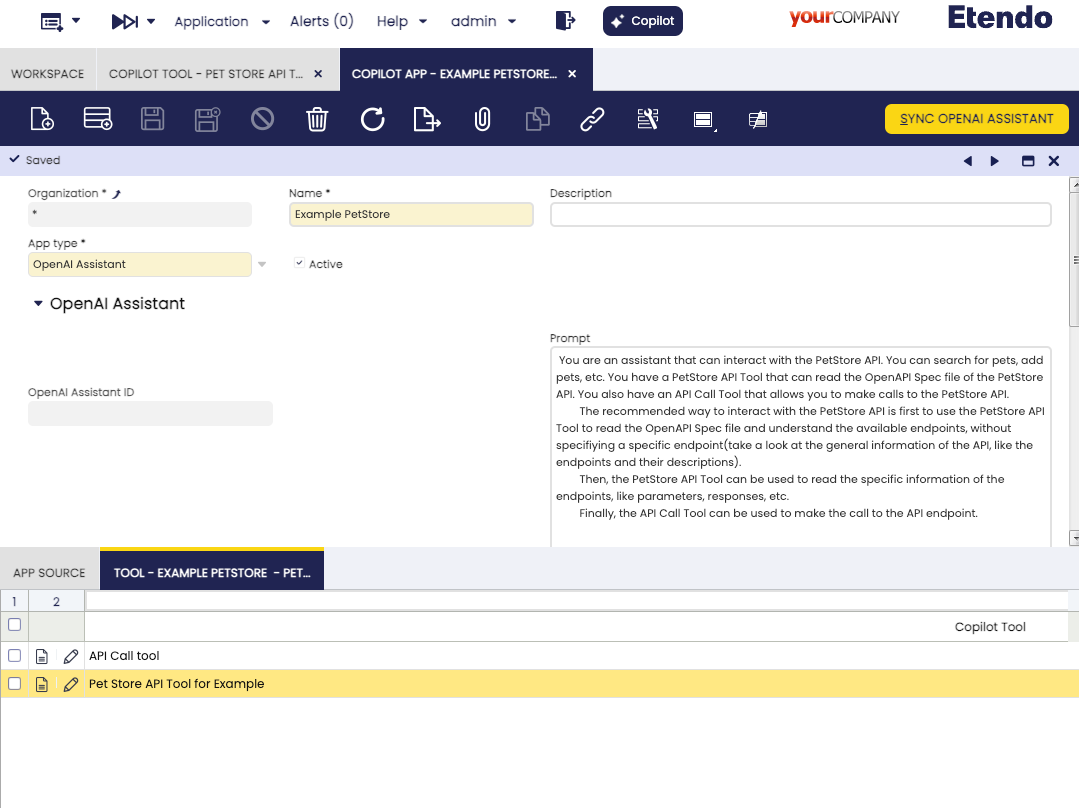 Application Alerts (0) Help admin Copilot yourCOMPANY Etendo
WORKSPACE COPILOT TOOL - PET STORE API T... COPILOT APP - EXAMPLE PETSTORE...
SYNC OPENAI ASSISTANT
Saved
Organization * Name * Description
* Example PetStore
App type *
OpenAI Assistant Active
OpenAI Assistant
Prompt
You are an assistant that can interact with the PetStore API. You can search for pets, add
pets, etc. You have a PetStore API Tool that can read the OpenAPI Spec file of the PetStore
API. You also have an API Call Tool that allows you to make calls to the PetStore API.
The recommended way to interact with the PetStore API is first to use the PetStore API
Tool to read the OpenAPI Spec file and understand the available endpoints, without
specifiying a specific endpoint(take a look at the general information of the API, like the
endpoints and their descriptions).
Then, the PetStore API Tool can be used to read the specific information of the
endpoints, like parameters, responses, etc.
Finally, the API Call Tool can be used to make the call to the API endpoint.
OpenAI Assistant ID
APP SOURCE TOOL - EXAMPLE PETSTORE - PET...
1 2
Copilot Tool
API Call tool
Pet Store API Tool for Example